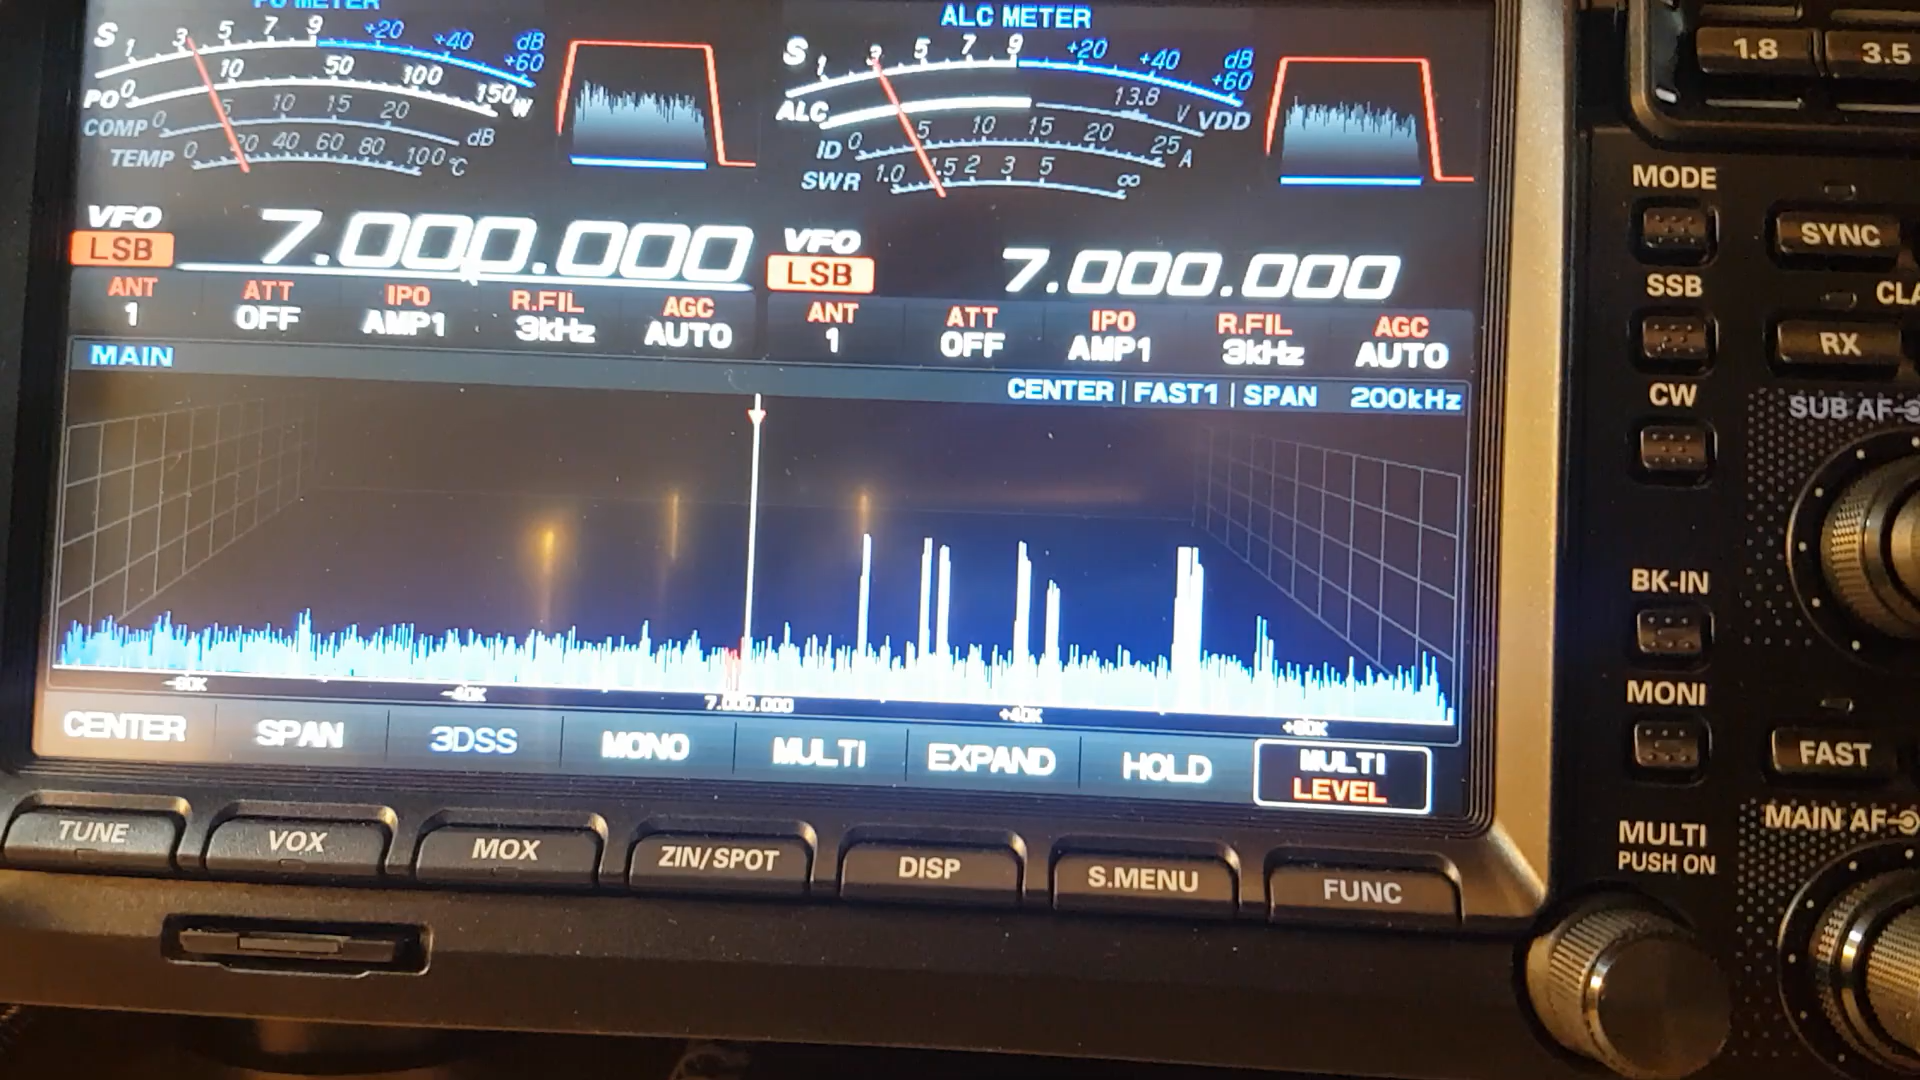 PO METER
S 1 3 5 7 9 +20 +40 +60 dB
PO 0 10 50 100 150 W
COMP 0 5 10 15 20 dB
TEMP 0 20 40 60 80 100 °C
ALC METER
S 1 3 5 7 9 +20 +40 +60 dB
ALC 13.8 V VDD
ID 0 5 10 15 20 25 A
SWR 1.0 1.5 2 3 5 ∞
VFO
LSB
7.000.000
VFO
LSB
7.000.000
ANT ATT IPO R.FIL AGC
1 OFF AMP1 3kHz AUTO
ANT ATT IPO R.FIL AGC
1 OFF AMP1 3kHz AUTO
MAIN
CENTER | FAST1 | SPAN 200kHz
-80K -40K 7.000.000 +40K +80K
CENTER SPAN 3DSS MONO MULTI EXPAND HOLD MULTI
LEVEL
TUNE VOX MOX ZIN/SPOT DISP S.MENU FUNC
1.8 3.5
MODE
SYNC
SSB
RX
CW
SUB AF
BK-IN
MONI
FAST
MAIN AF
MULTI
PUSH ON